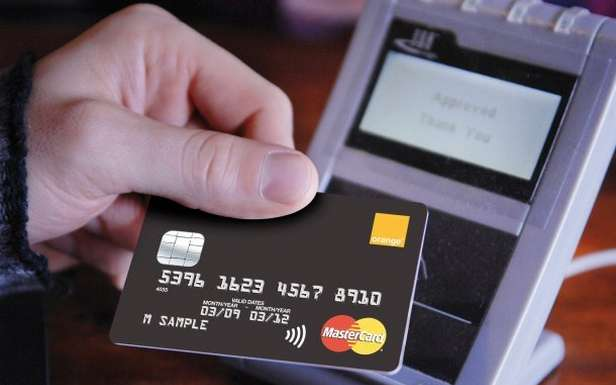 Approved
Thank You
orange
5396 1623 4567 8910
4055
VALID DATES
MONTH/YEAR - MONTH/YEAR
03/09 03/12
M SAMPLE
MasterCard